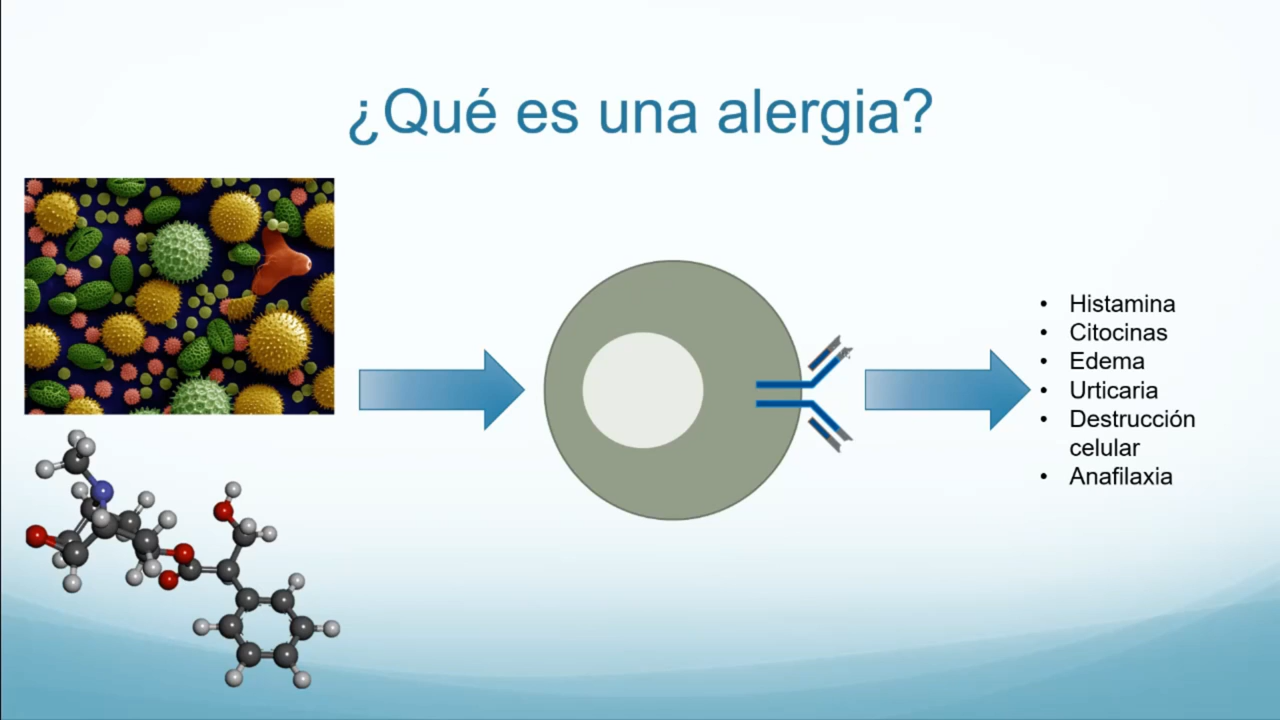 ¿Qué es una alergia?
• Histamina
• Citocinas
• Edema
• Urticaria
• Destrucción
celular
• Anafilaxia